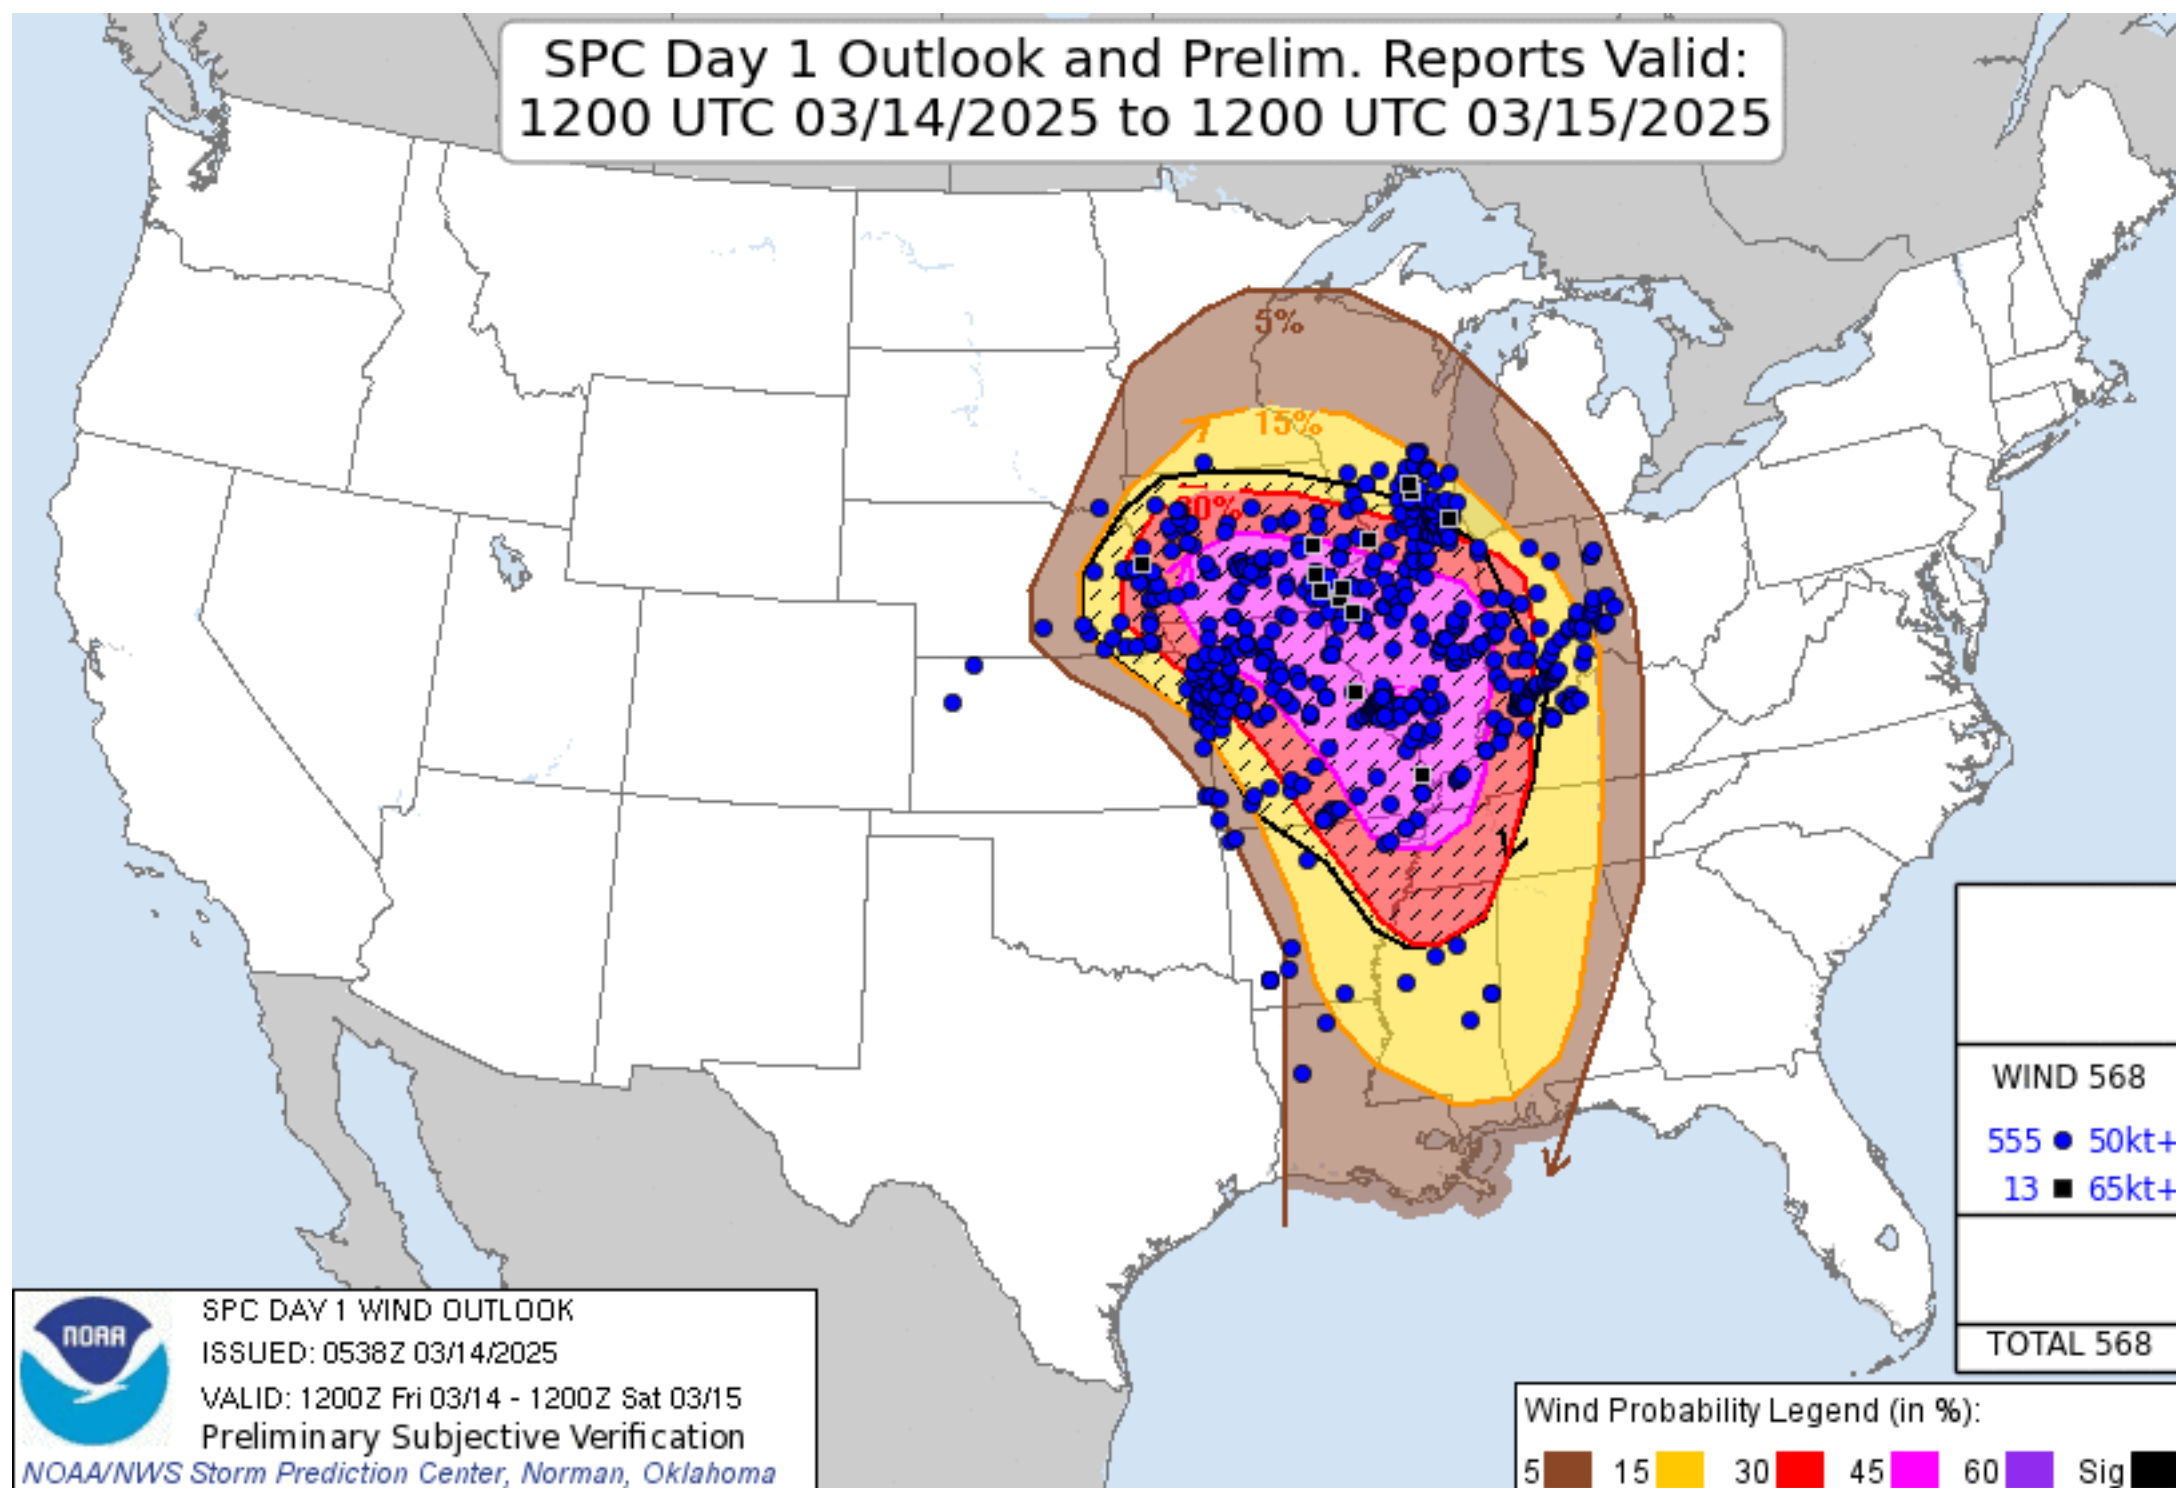 SPC Day 1 Outlook and Prelim. Reports Valid:
1200 UTC 03/14/2025 to 1200 UTC 03/15/2025
5%
15%
30%
WIND 568
555 50kt+
13 65kt+
TOTAL 568
NOAA
SPC DAY 1 WIND OUTLOOK
ISSUED: 0538Z 03/14/2025
VALID: 1200Z Fri 03/14 - 1200Z Sat 03/15
Preliminary Subjective Verification
NOAA/NWS Storm Prediction Center, Norman, Oklahoma
Wind Probability Legend (in %):
5 15 30 45 60 Sig